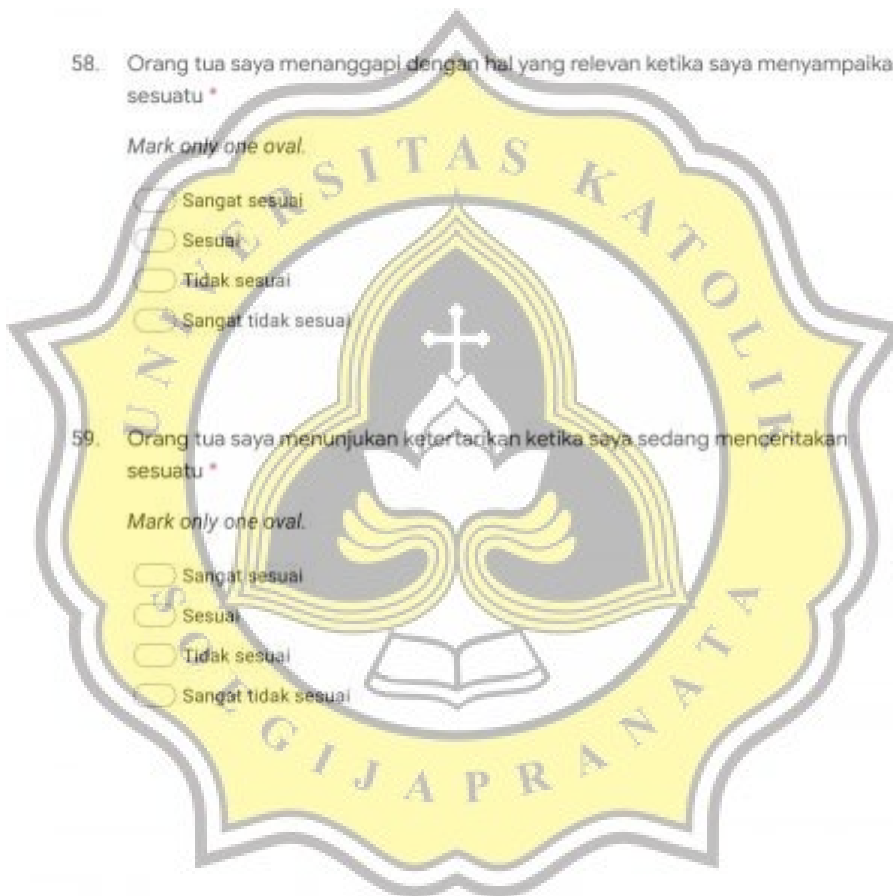 58. Orang tua saya menanggapi dengan hal yang relevan ketika saya menyampaika
sesuatu *
Mark only one oval.
Sangat sesuai
Sesuai
Tidak sesuai
Sangat tidak sesuai
59. Orang tua saya menunjukan ketertarikan ketika saya sedang menceritakan
sesuatu *
Mark only one oval.
Sangat sesuai
Sesuai
Tidak sesuai
Sangat tidak sesuai
UNIVERSITAS KATOLIK
SOEGIJAPRANATA